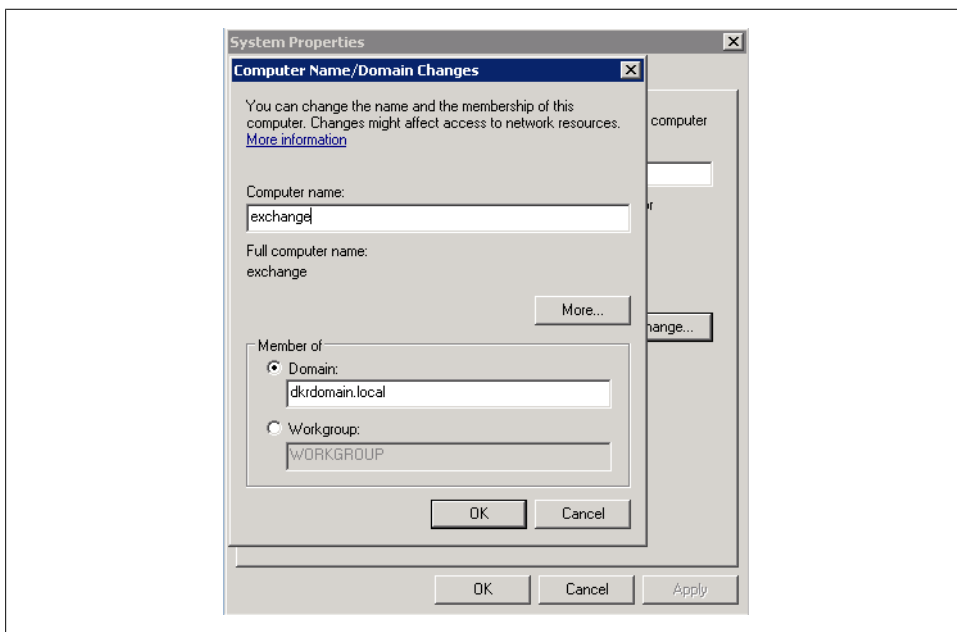 System Properties
Computer Name/Domain Changes
You can change the name and the membership of this
computer. Changes might affect access to network resources.
More information
computer
Computer name:
exchange
Full computer name:
exchange
More...
hange...
Member of
Domain:
dkrdomain.local
Workgroup:
WORKGROUP
OK Cancel
OK Cancel Apply